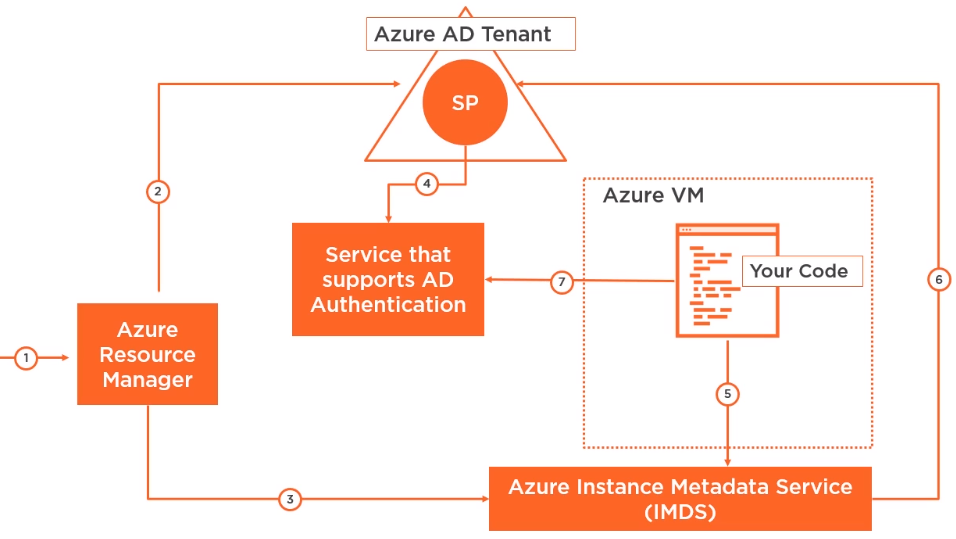 Azure AD Tenant
SP
2
4
Azure VM
Service that
supports AD
Authentication
7
Your Code
6
1
Azure
Resource
Manager
5
3
Azure Instance Metadata Service
(IMDS)